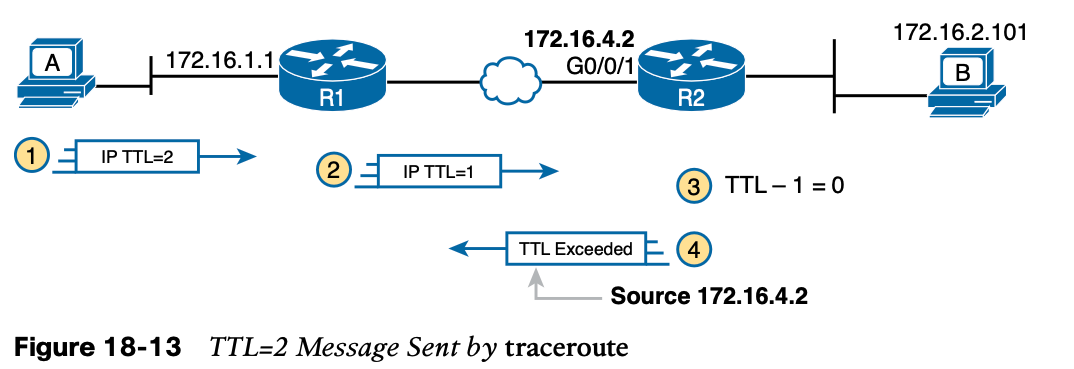 A
172.16.1.1
R1
172.16.4.2
G0/0/1
R2
172.16.2.101
B
1 IP TTL=2
2 IP TTL=1
3 TTL – 1 = 0
TTL Exceeded 4
Source 172.16.4.2
Figure 18-13 TTL=2 Message Sent by traceroute